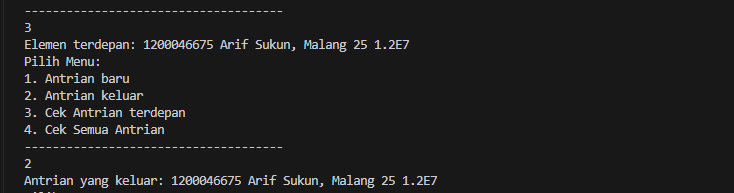 -------------------------------------
3
Elemen terdepan: 1200046675 Arif Sukun, Malang 25 1.2E7
Pilih Menu:
1. Antrian baru
2. Antrian keluar
3. Cek Antrian terdepan
4. Cek Semua Antrian
-------------------------------------
2
Antrian yang keluar: 1200046675 Arif Sukun, Malang 25 1.2E7